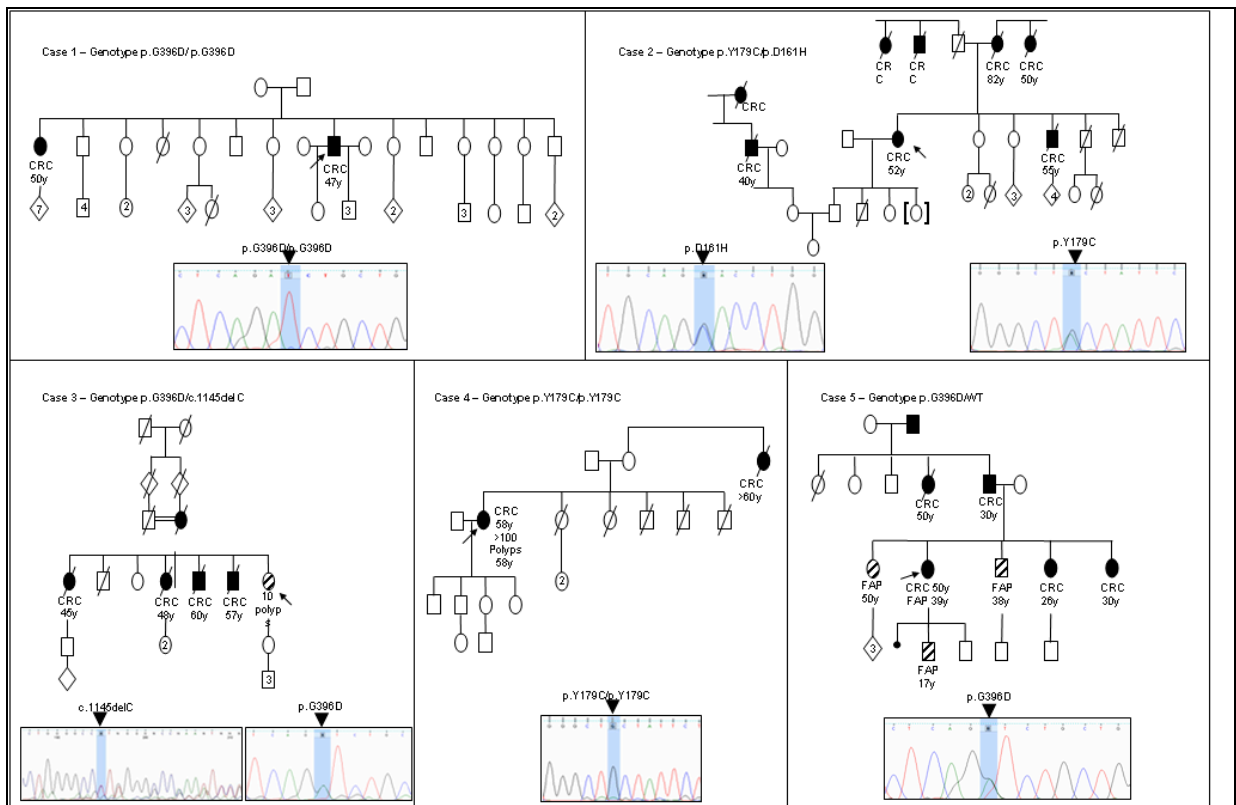 Case 1 – Genotype p.G396D/ p.G396D
CRC
50y
CRC
47y
7
4
2
3
3
3
2
3
2
p.G396D/p.G396D
Case 2 – Genotype p.Y179C/p.D161H
CR
C
CR
C
CRC
82y
CRC
50y
CRC
CRC
40y
CRC
52y
CRC
55y
2
3
4
[ ]
p.D161H
p.Y179C
Case 3 – Genotype p.G396D/c.1145delC
CRC
45y
CRC
48y
CRC
60y
CRC
57y
10
polyp
s
2
3
c.1145delC
p.G396D
Case 4 – Genotype p.Y179C/p.Y179C
CRC
>60y
CRC
58y
>100
Polyps
58y
2
p.Y179C/p.Y179C
Case 5 – Genotype p.G396D/WT
CRC
50y
CRC
30y
FAP
50y
CRC 50y
FAP 39y
FAP
38y
CRC
26y
CRC
30y
3
FAP
17y
p.G396D